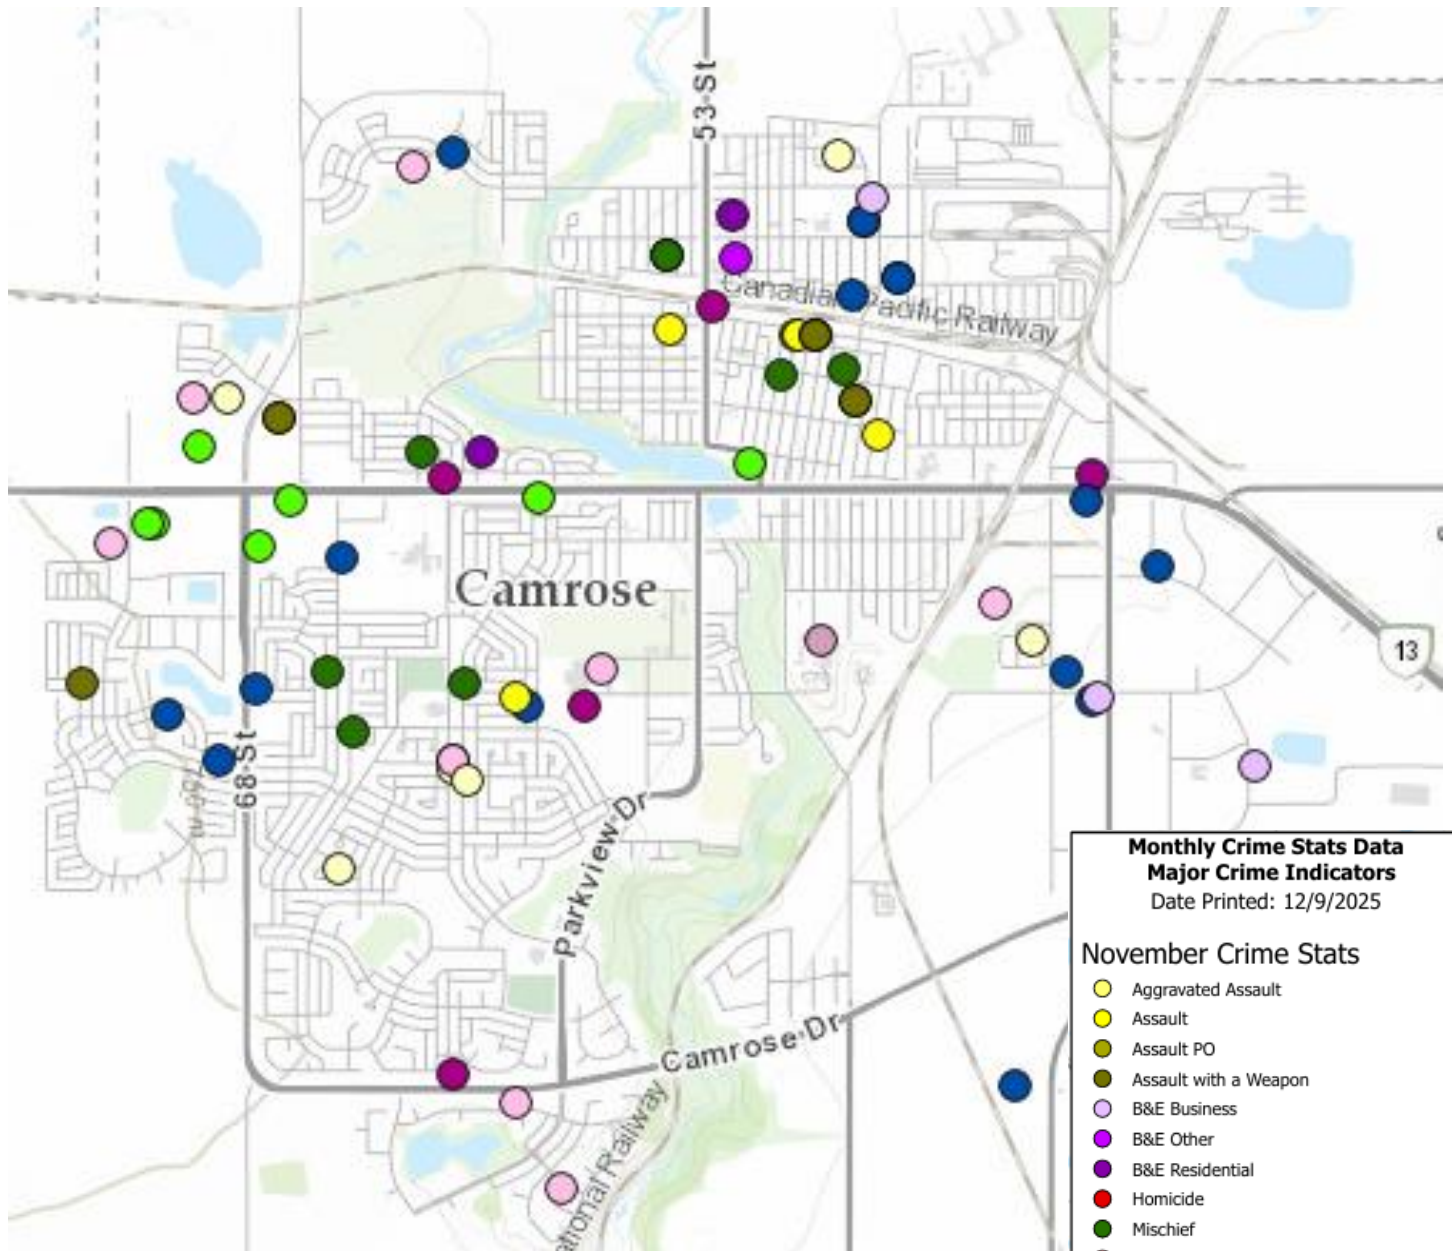 53 St
Canadian Pacific Railway
Camrose
13
68 St
Parkview Dr
Camrose Dr
National Railway
Monthly Crime Stats Data
Major Crime Indicators
Date Printed: 12/9/2025
November Crime Stats
Aggravated Assault
Assault
Assault PO
Assault with a Weapon
B&E Business
B&E Other
B&E Residential
Homicide
Mischief